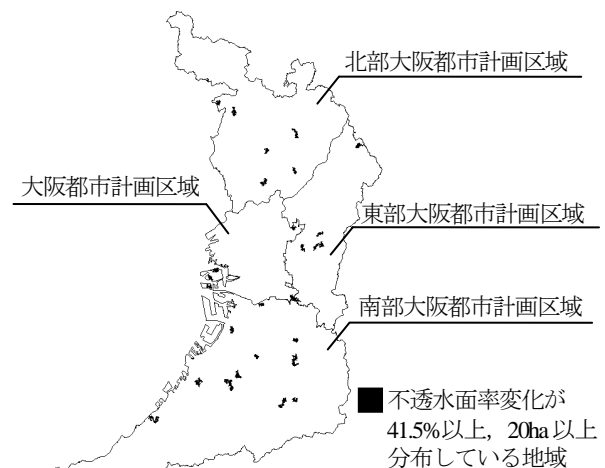 北部大阪都市計画区域
大阪都市計画区域
東部大阪都市計画区域
南部大阪都市計画区域
不透水面率変化が
41.5%以上，20ha以上
分布している地域